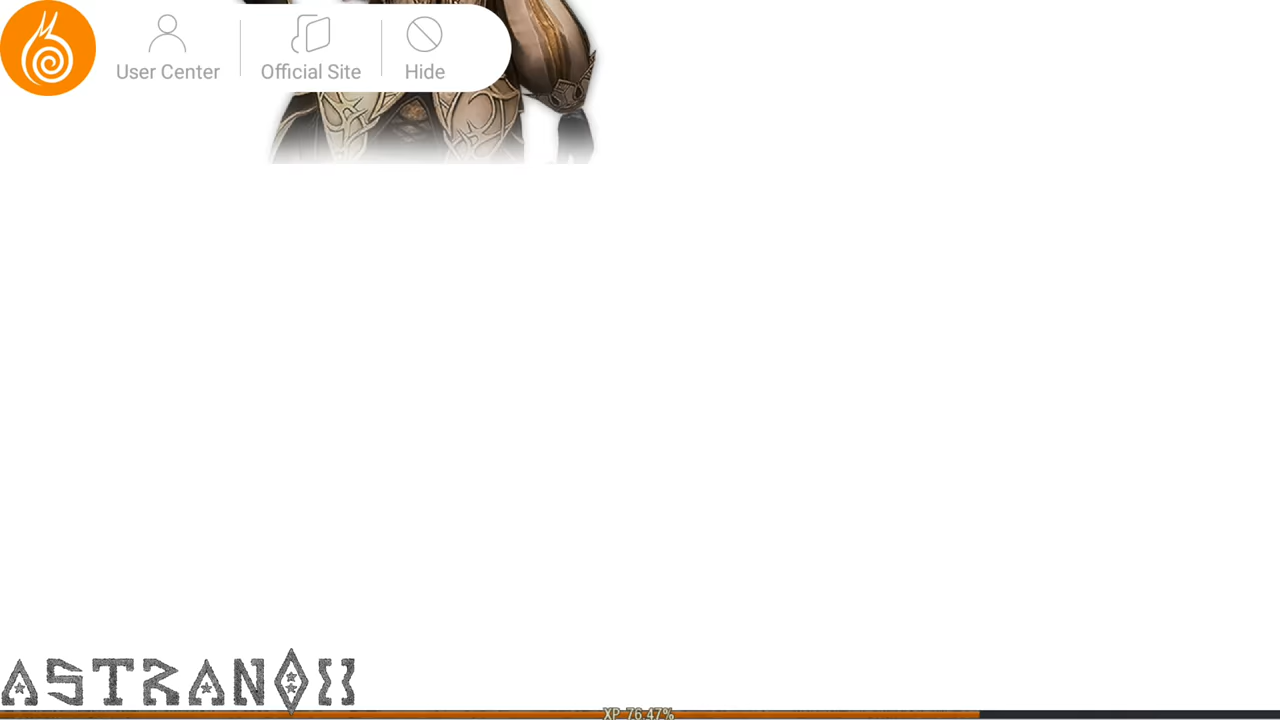 User Center
Official Site
Hide
ASTRANOX
XP 76.47%